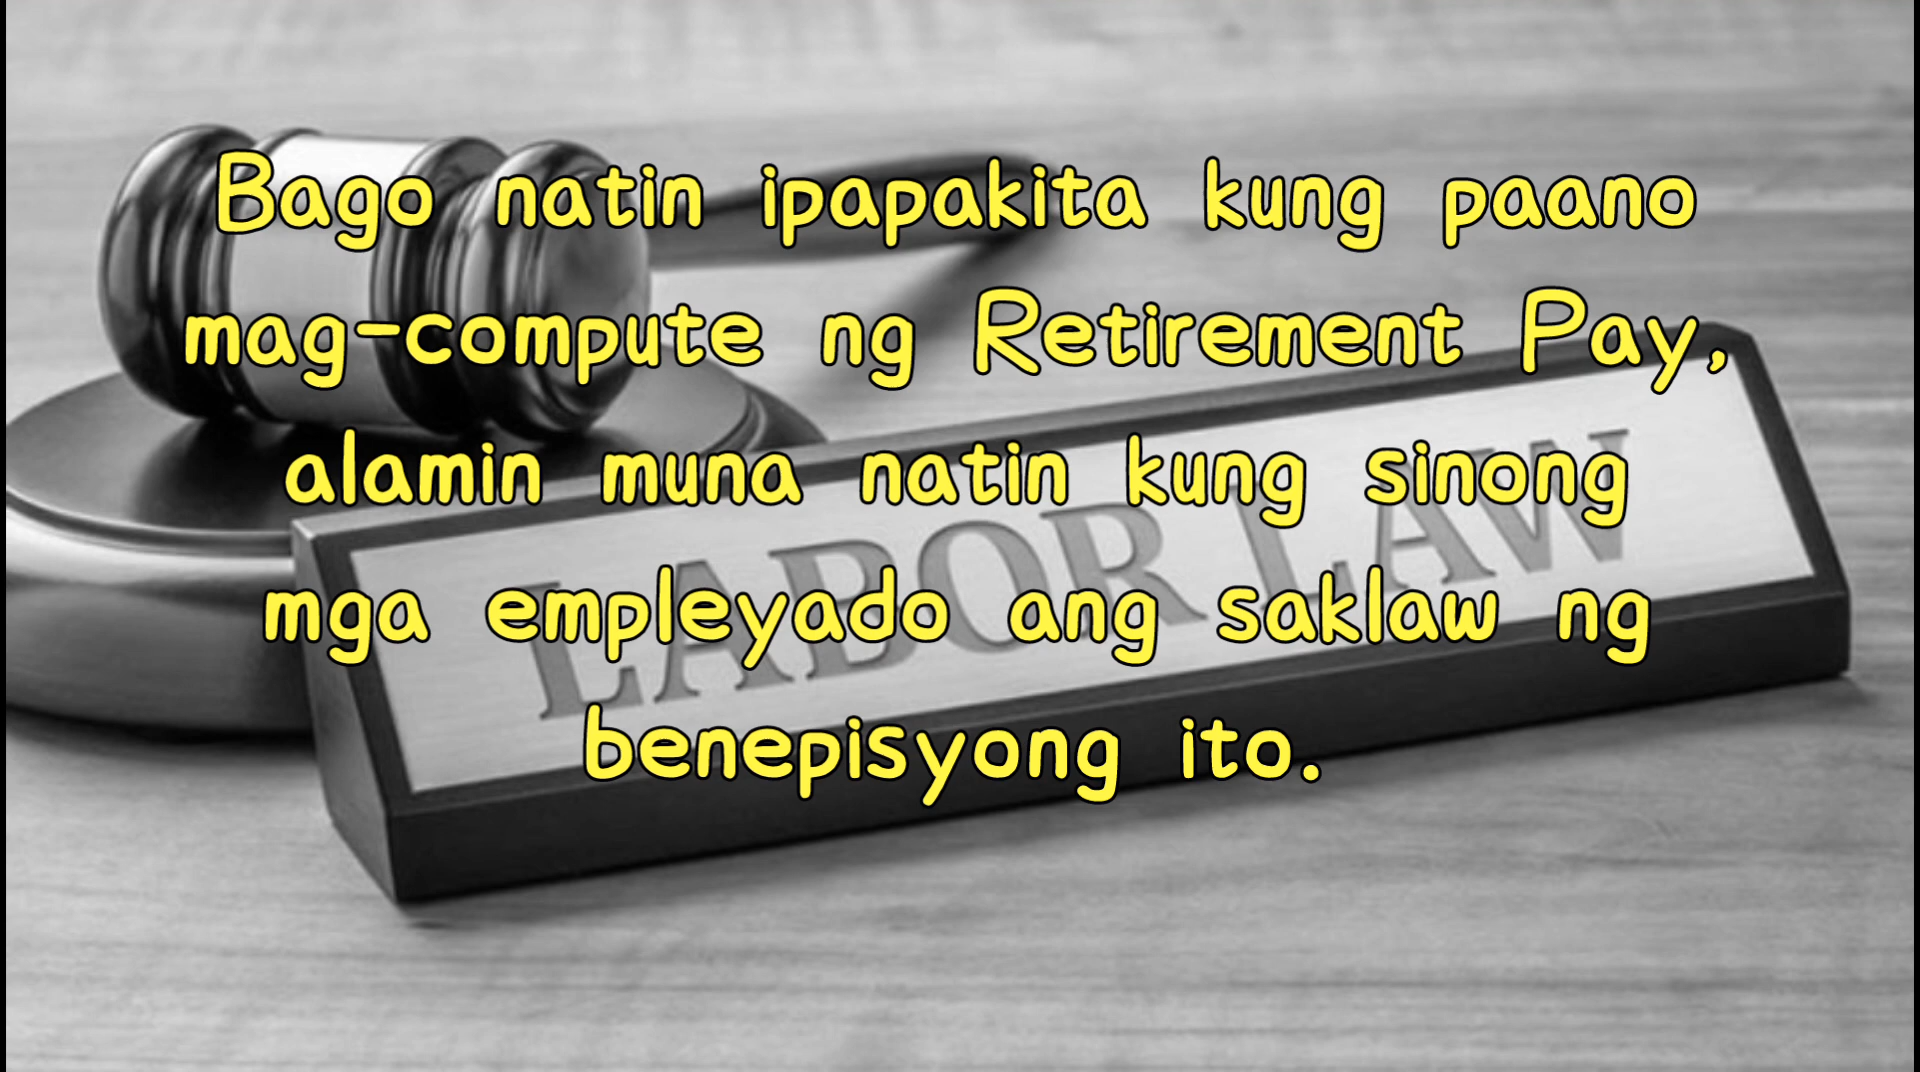 Bago natin ipapakita kung paano
mag-compute ng Retirement Pay,
alamin muna natin kung sinong
mga empleyado ang saklaw ng
benepisyong ito.
LABOR LAW